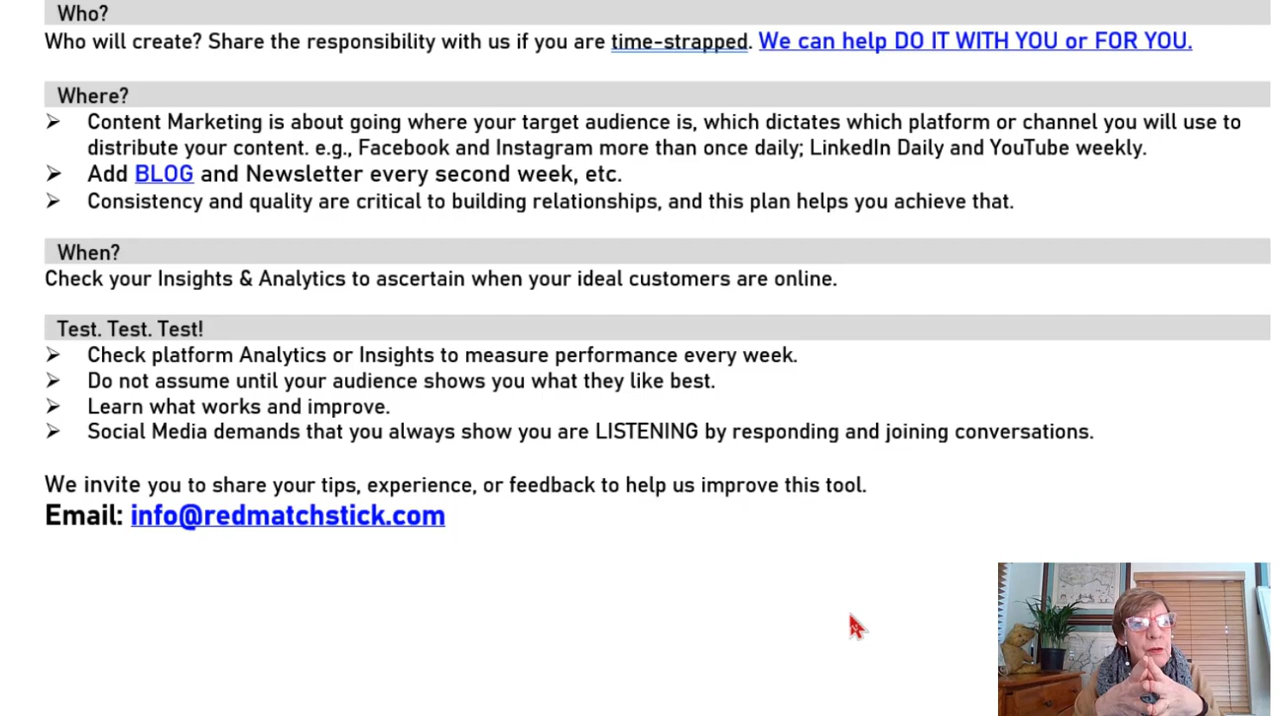 Who?
Who will create? Share the responsibility with us if you are time-strapped. We can help DO IT WITH YOU or FOR YOU.
Where?
➢ Content Marketing is about going where your target audience is, which dictates which platform or channel you will use to
distribute your content. e.g., Facebook and Instagram more than once daily; LinkedIn Daily and YouTube weekly.
➢ Add BLOG and Newsletter every second week, etc.
➢ Consistency and quality are critical to building relationships, and this plan helps you achieve that.
When?
Check your Insights & Analytics to ascertain when your ideal customers are online.
Test. Test. Test!
➢ Check platform Analytics or Insights to measure performance every week.
➢ Do not assume until your audience shows you what they like best.
➢ Learn what works and improve.
➢ Social Media demands that you always show you are LISTENING by responding and joining conversations.
We invite you to share your tips, experience, or feedback to help us improve this tool.
Email: info@redmatchstick.com